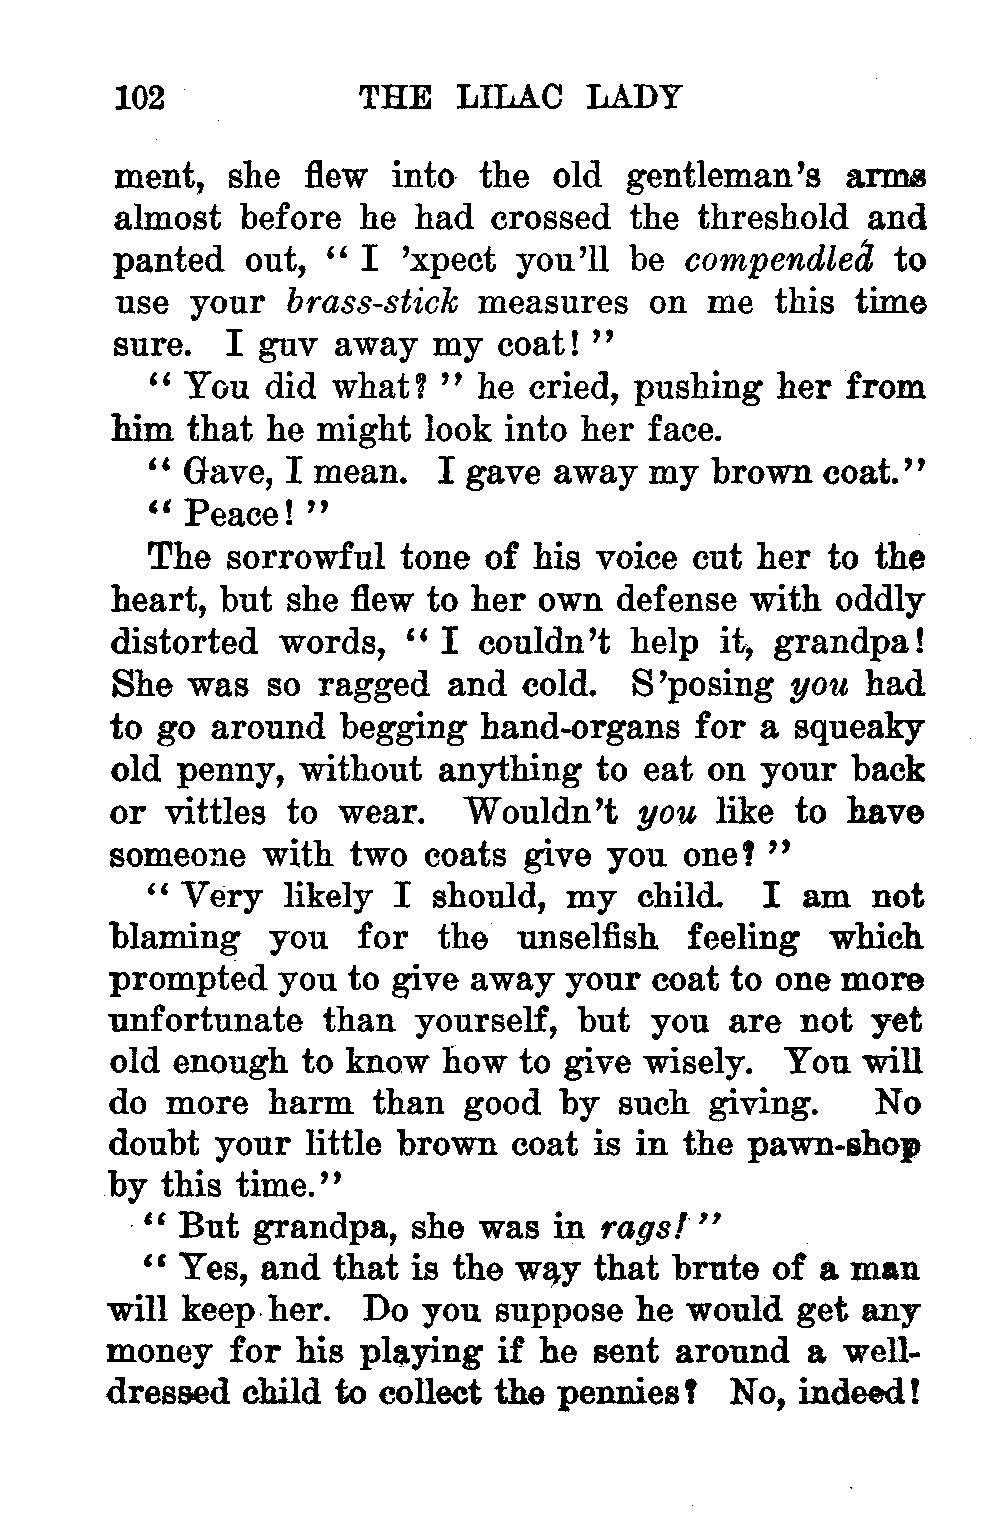 102 THE LILAC LADY
ment, she flew into the old gentleman's arms
almost before he had crossed the threshold and
panted out, "I 'xpect you'll be compendled to
use your brass-stick measures on me this time
sure. I guv away my coat!"
"You did what?" he cried, pushing her from
him that he might look into her face.
"Gave, I mean. I gave away my brown coat."
"Peace!"
The sorrowful tone of his voice cut her to the
heart, but she flew to her own defense with oddly
distorted words, "I couldn't help it, grandpa!
She was so ragged and cold. S'posing you had
to go around begging hand-organs for a squeaky
old penny, without anything to eat on your back
or vittles to wear. Wouldn't you like to have
someone with two coats give you one?"
"Very likely I should, my child. I am not
blaming you for the unselfish feeling which
prompted you to give away your coat to one more
unfortunate than yourself, but you are not yet
old enough to know how to give wisely. You will
do more harm than good by such giving. No
doubt your little brown coat is in the pawn-shop
by this time."
"But grandpa, she was in rags!"
"Yes, and that is the way that brute of a man
will keep her. Do you suppose he would get any
money for his playing if he sent around a well-
dressed child to collect the pennies? No, indeed!